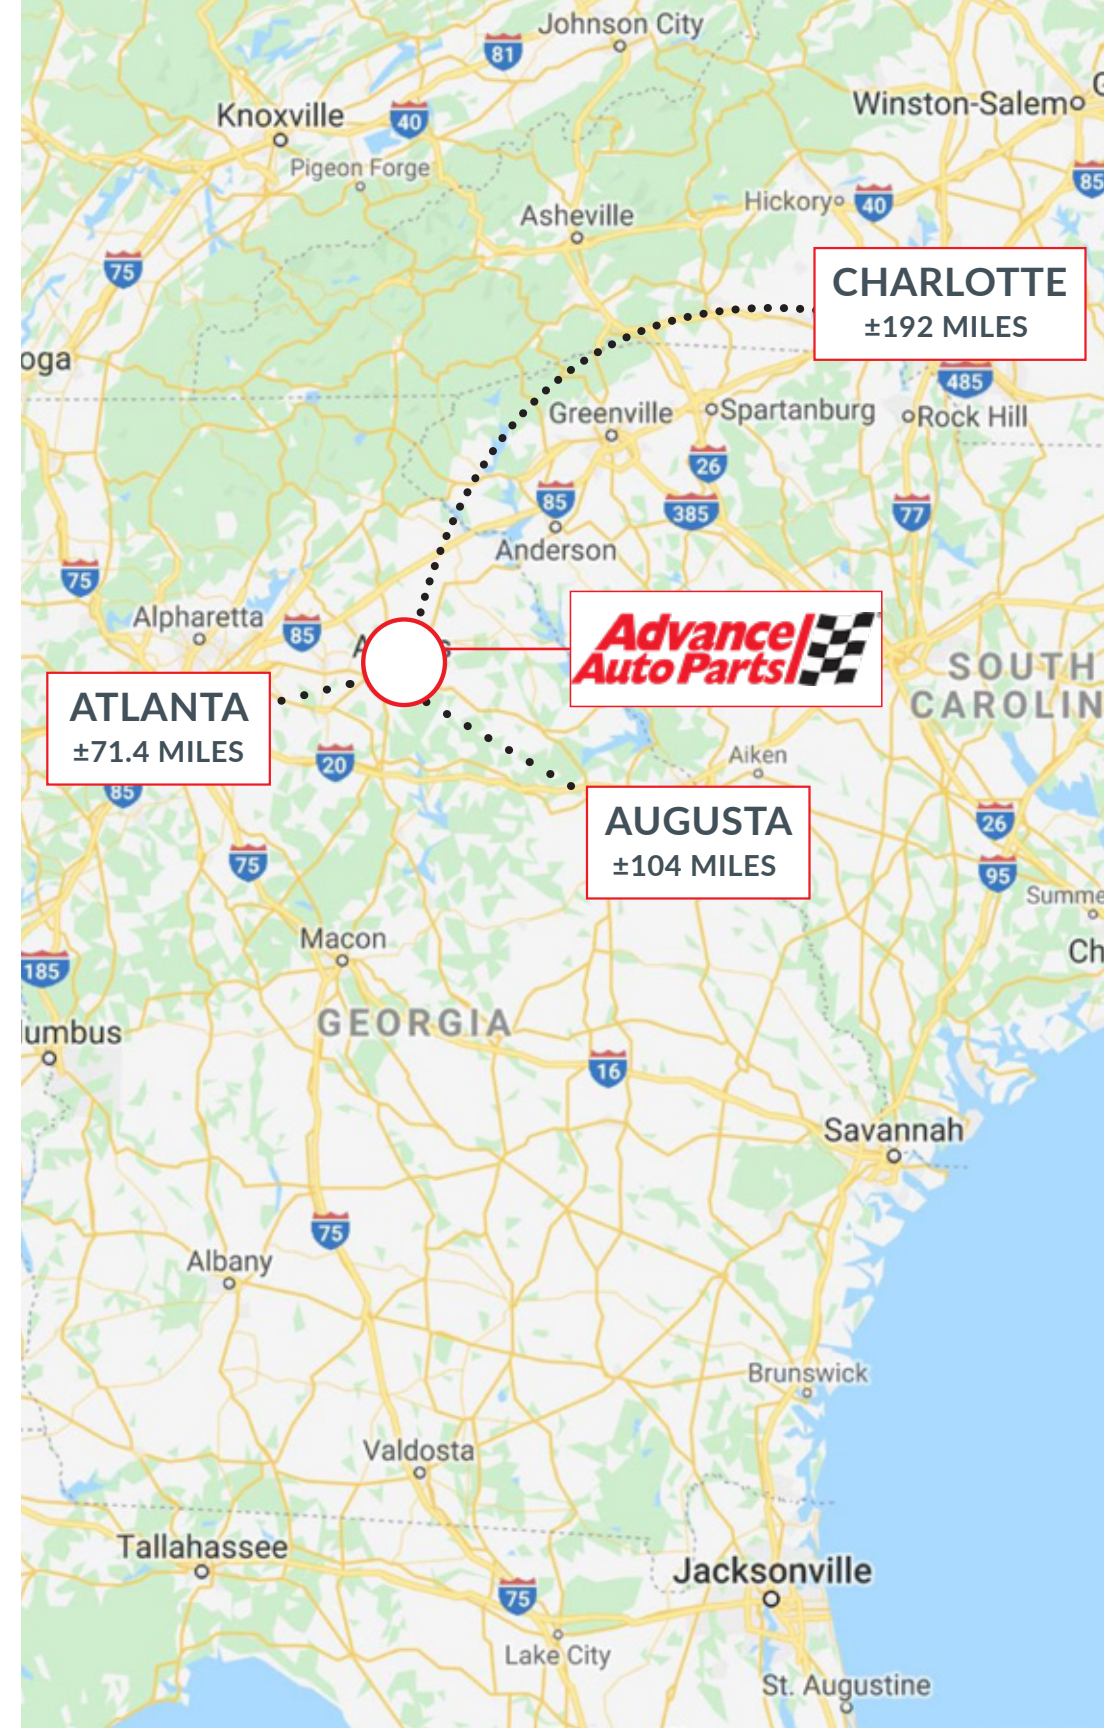 Johnson City
81
Knoxville
40
Winston-Salem
Pigeon Forge
85
Hickory
40
Asheville
75
CHARLOTTE
±192 MILES
oga
485
Greenville
Spartanburg
Rock Hill
26
85
385
77
Anderson
75
Alpharetta
85
Advance
Auto Parts
SOUTH
CAROLIN
ATLANTA
±71.4 MILES
20
Aiken
85
AUGUSTA
±104 MILES
26
75
95
Summe
Macon
Ch
185
GEORGIA
lumbus
16
Savannah
75
Albany
Brunswick
Valdosta
Tallahassee
Jacksonville
75
Lake City
St. Augustine